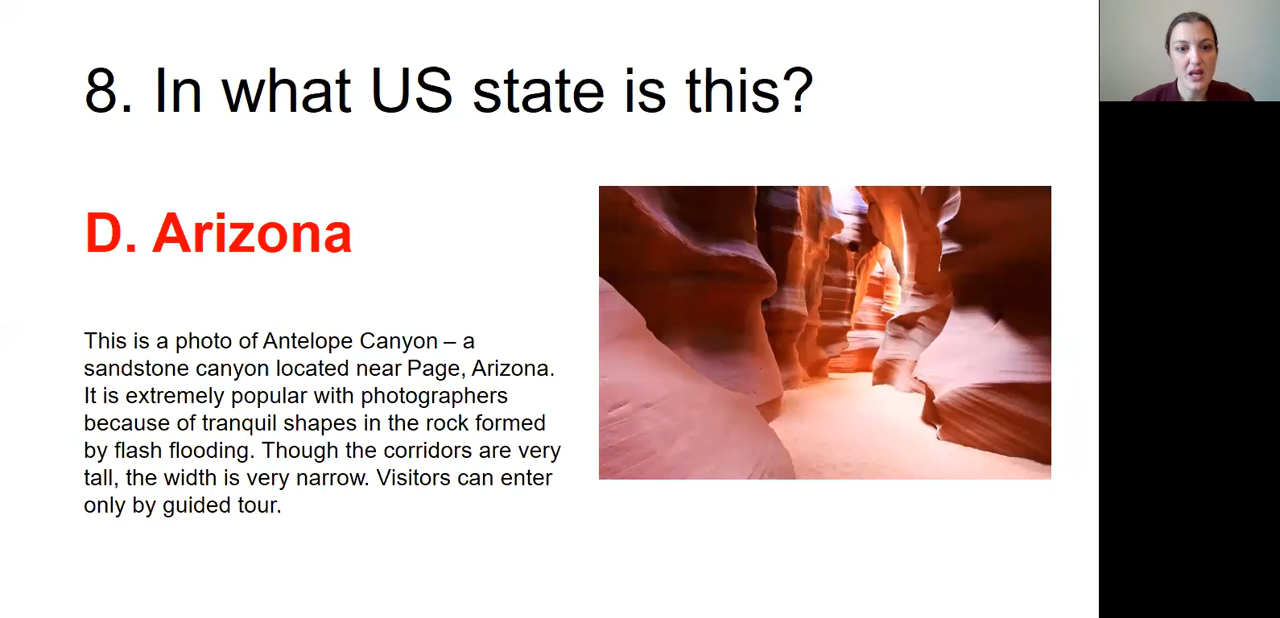 8. In what US state is this?
D. Arizona
This is a photo of Antelope Canyon – a
sandstone canyon located near Page, Arizona.
It is extremely popular with photographers
because of tranquil shapes in the rock formed
by flash flooding. Though the corridors are very
tall, the width is very narrow. Visitors can enter
only by guided tour.